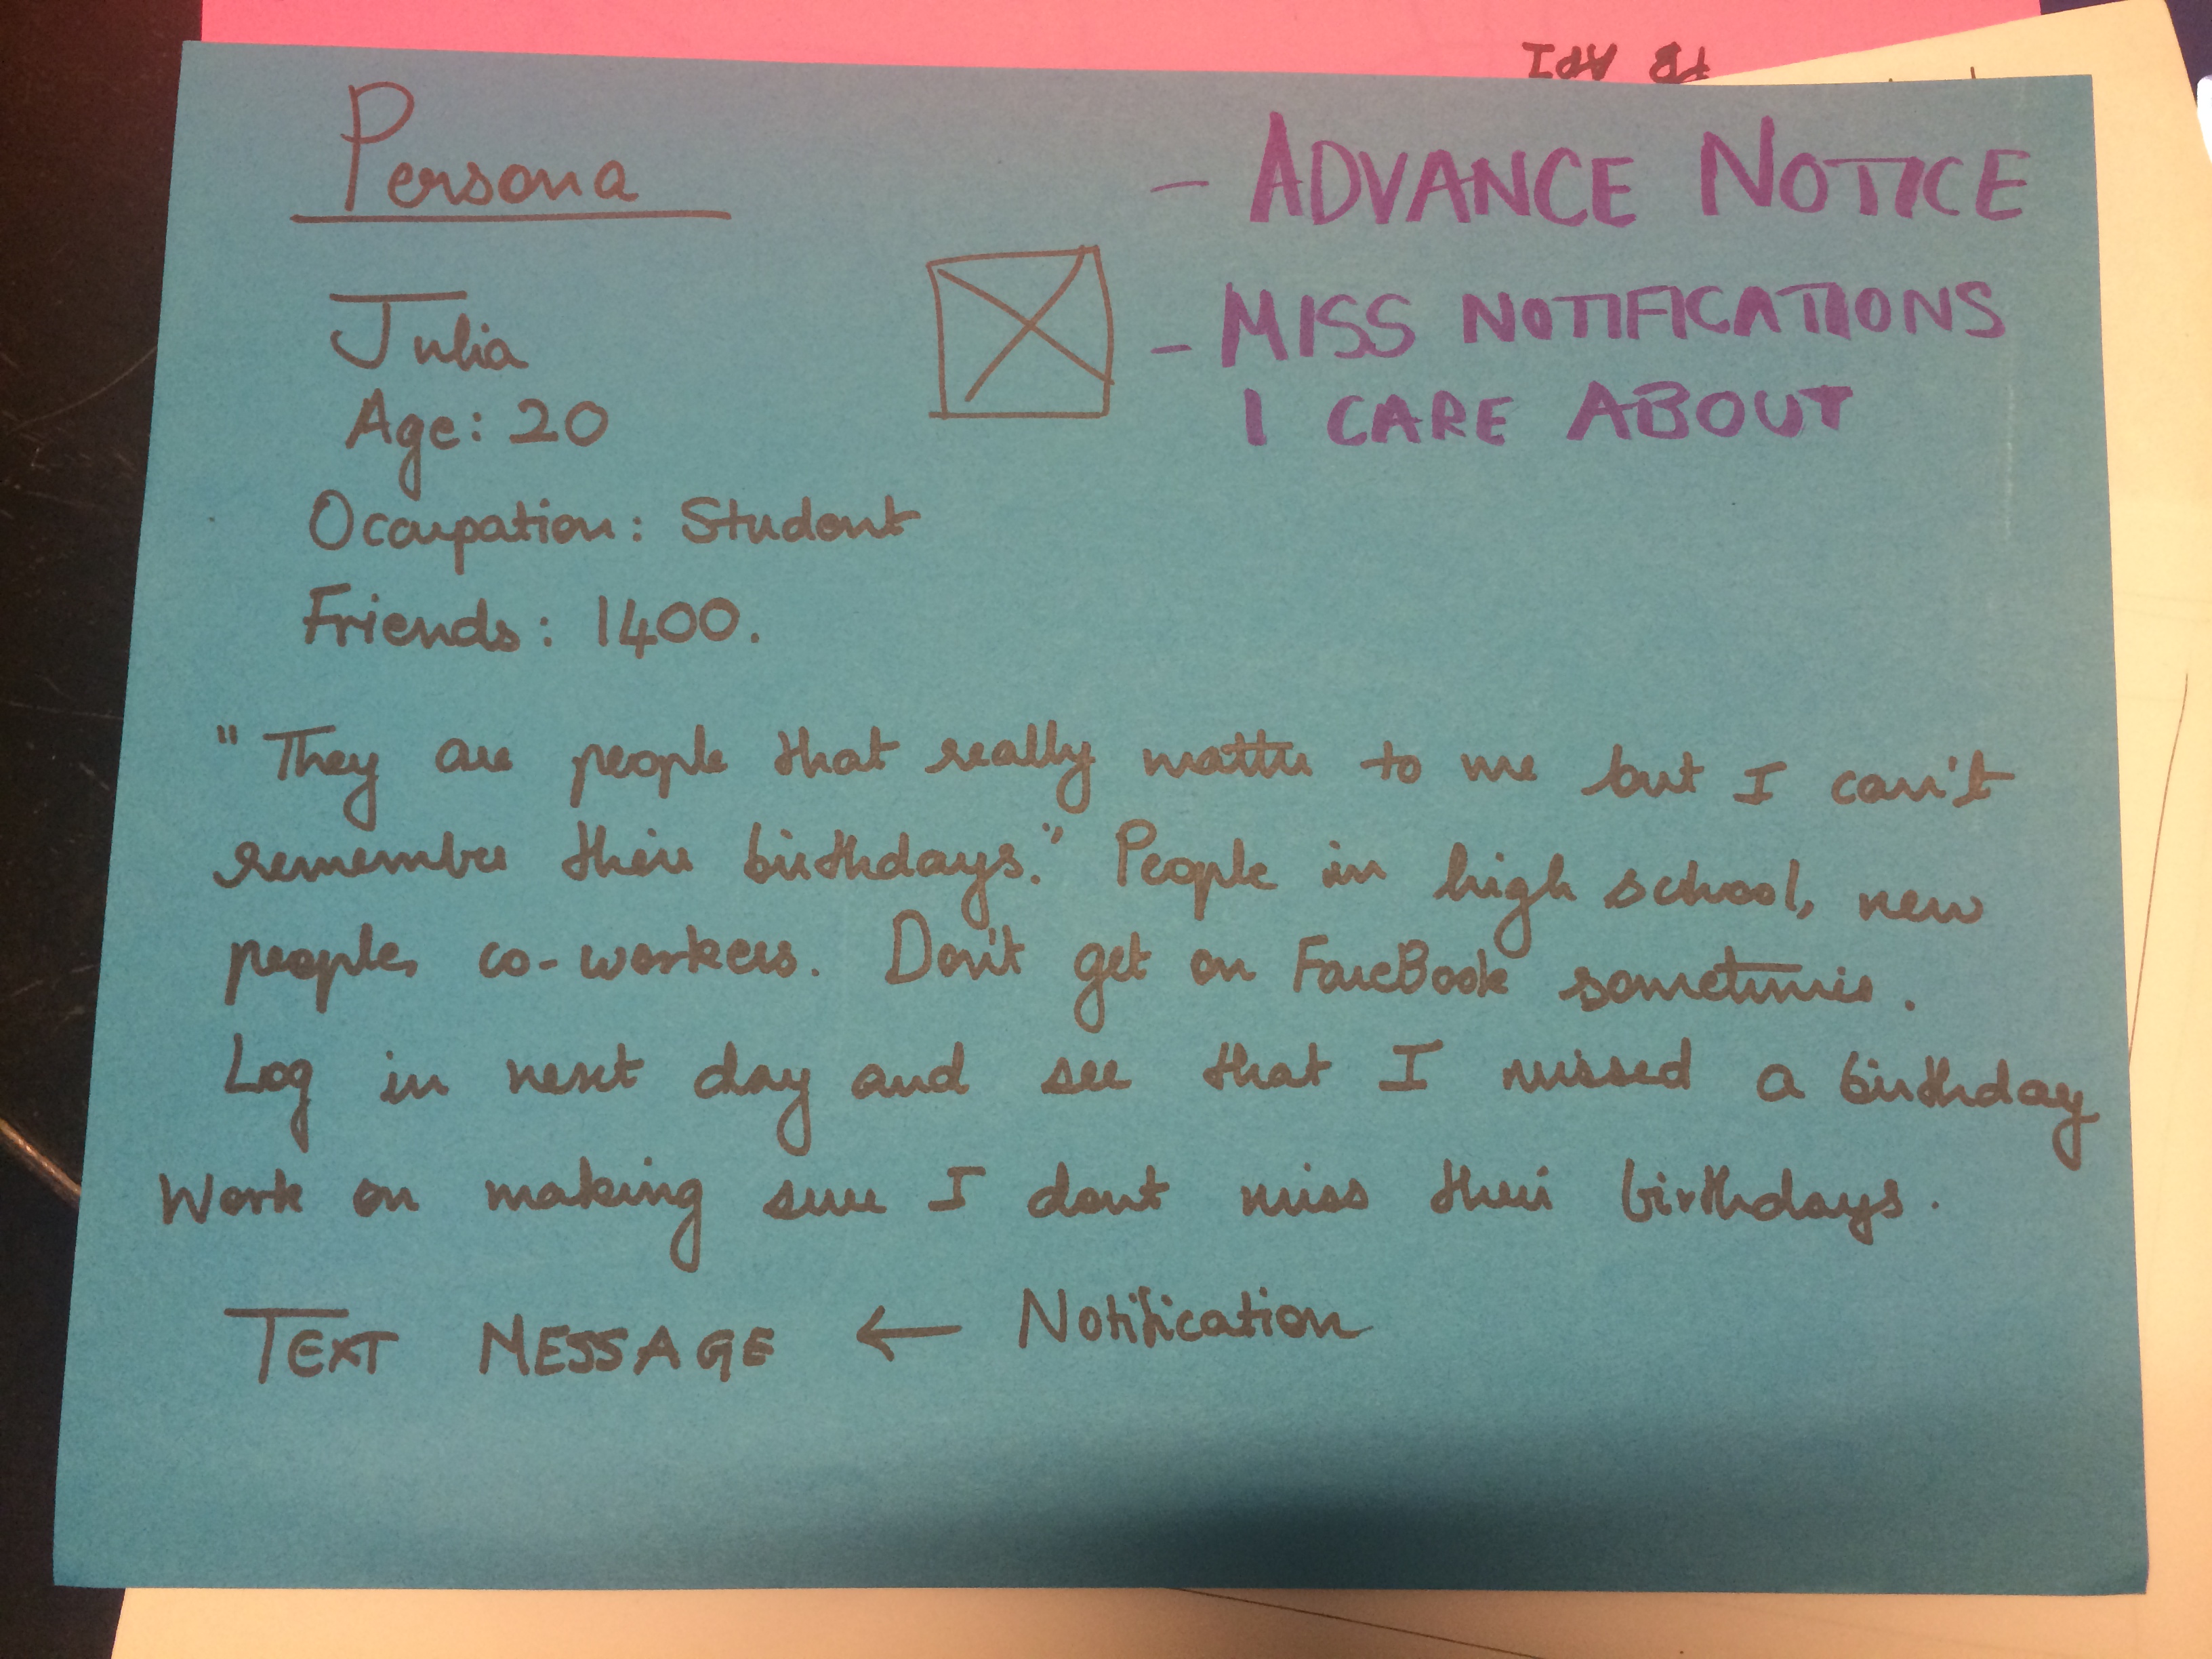 FB API
Persona
- ADVANCE NOTICE
Julia
- MISS NOTIFICATIONS
I CARE ABOUT
Age: 20
Occupation: Student
Friends: 1400.
"They are people that really matter to me but I can't
remember their birthdays." People in high school, new
people, co-workers. Don't get on FaceBook sometimes.
Log in next day and see that I missed a birthday
Work on making sure I dont miss their birthdays.
TEXT MESSAGE ← Notification